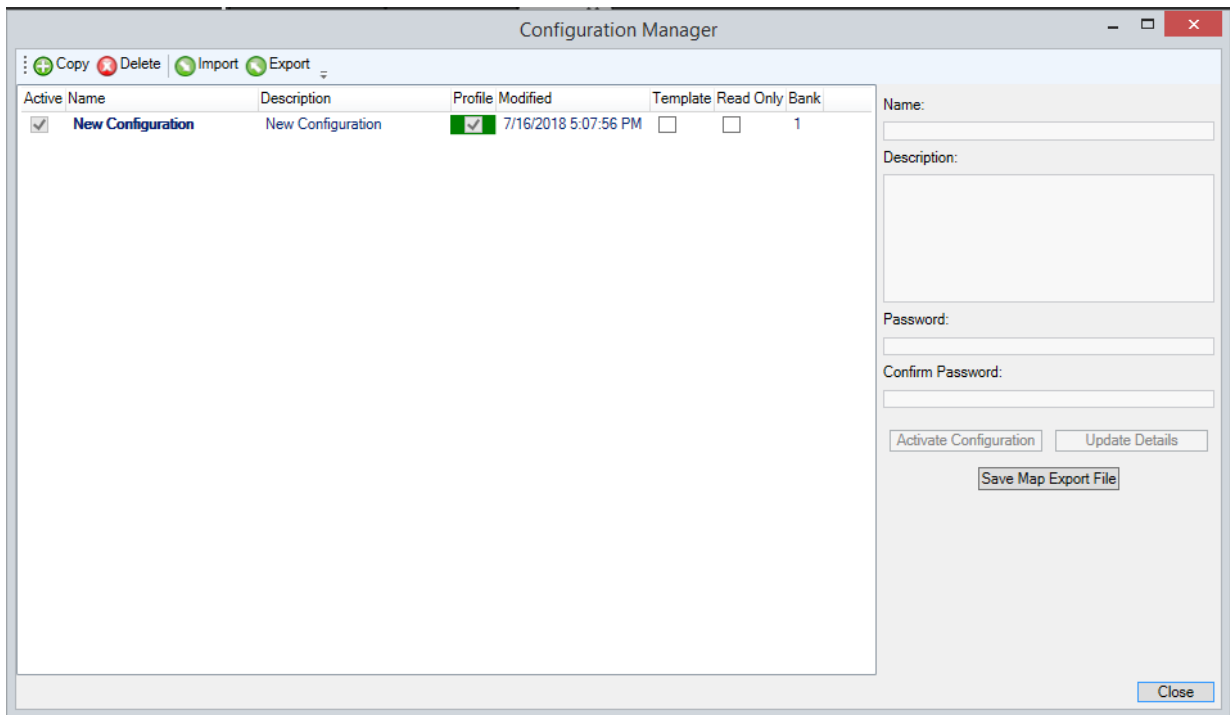 Configuration Manager
Copy Delete Import Export
Active Name Description Profile Modified Template Read Only Bank
New Configuration New Configuration 7/16/2018 5:07:56 PM 1
Name:
Description:
Password:
Confirm Password:
Activate Configuration Update Details
Save Map Export File
Close